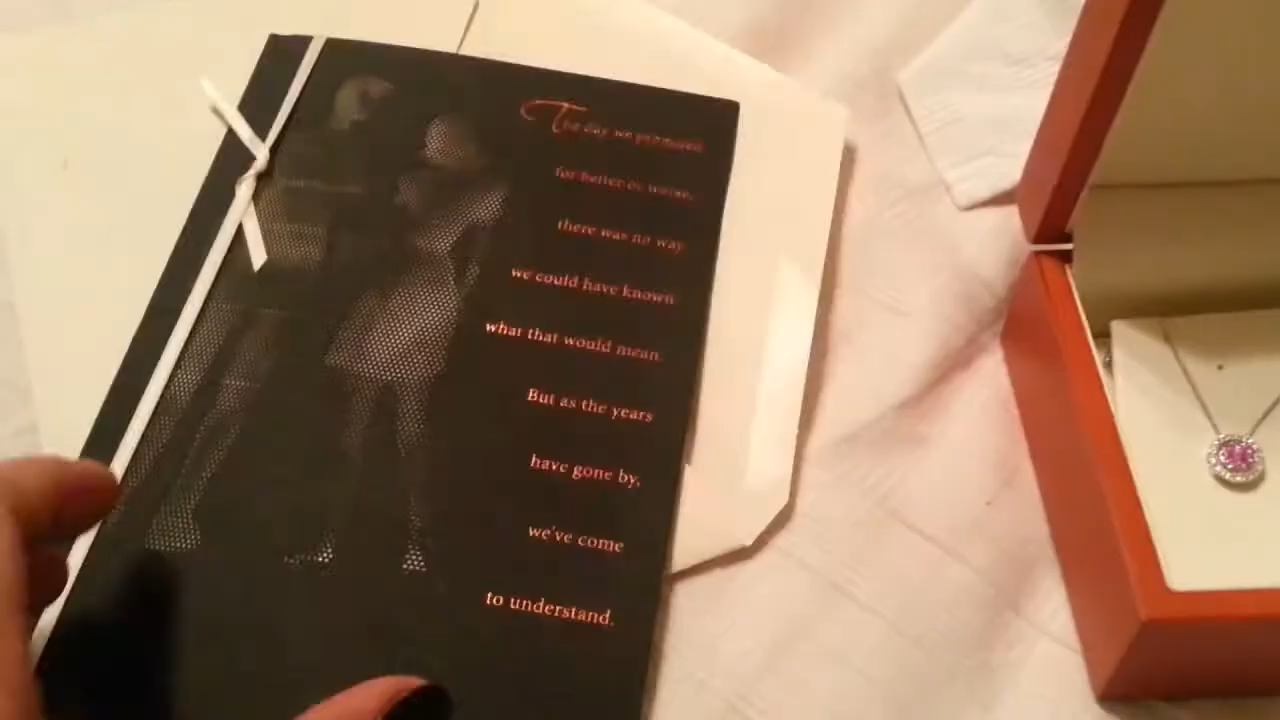 The day we promised
for better or worse,
there was no way
we could have known
what that would mean.
But as the years
have gone by,
we've come
to understand.